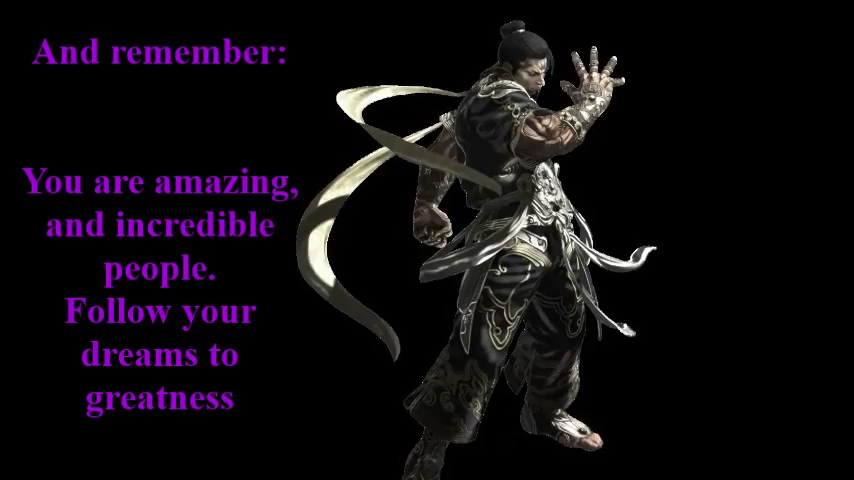 And remember:
You are amazing,
and incredible
people.
Follow your
dreams to
greatness